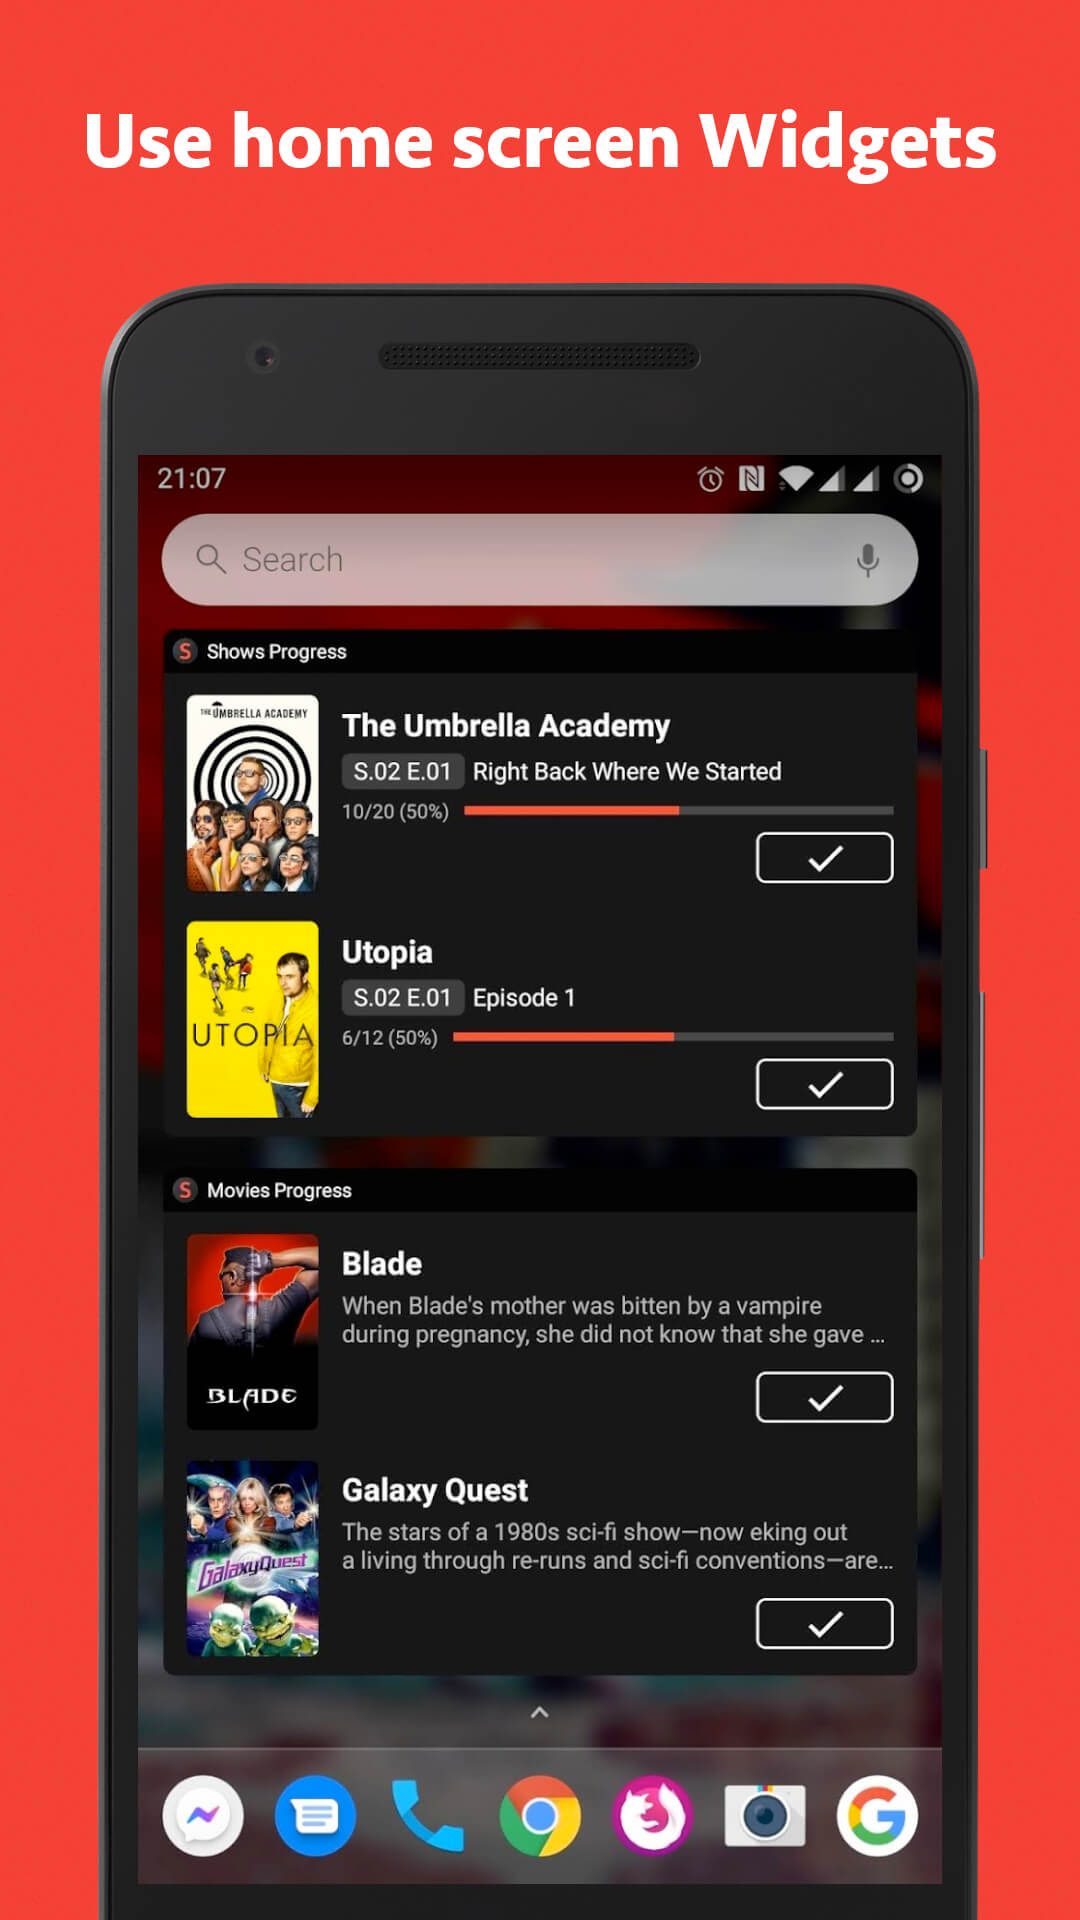 Use home screen Widgets
21:07
Search
S Shows Progress
THE UMBRELLA ACADEMY
The Umbrella Academy
S.02 E.01 Right Back Where We Started
10/20 (50%)
UTOPIA
Utopia
S.02 E.01 Episode 1
6/12 (50%)
S Movies Progress
BLADE
Blade
When Blade's mother was bitten by a vampire
during pregnancy, she did not know that she gave ...
GalaxyQuest
Galaxy Quest
The stars of a 1980s sci-fi show—now eking out
a living through re-runs and sci-fi conventions—are...